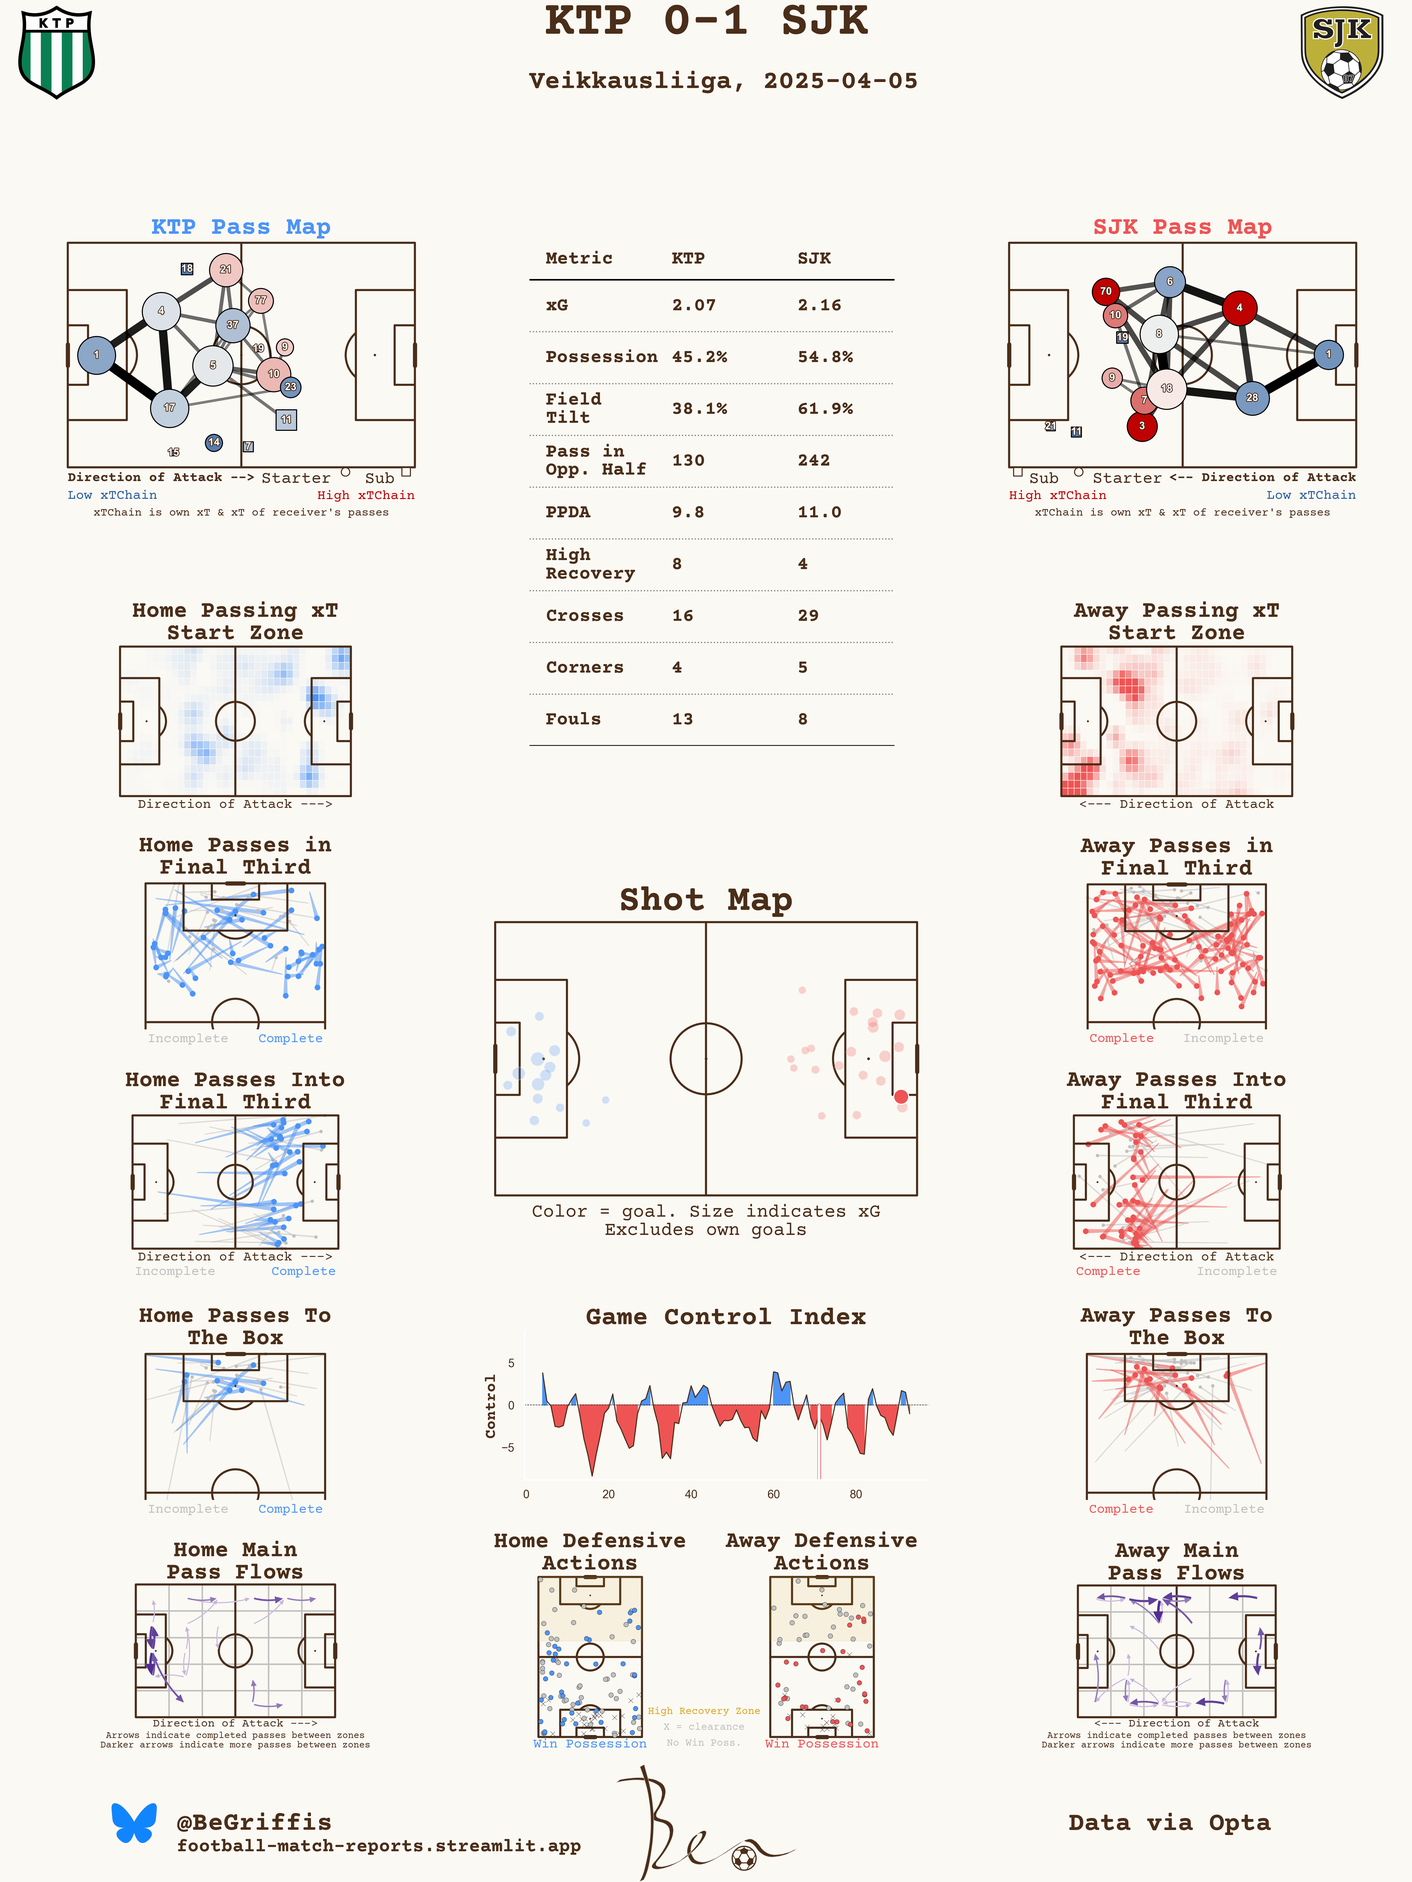 KTP 0-1 SJK
Veikkausliiga, 2025-04-05
KTP
SJK
KTP Pass Map
18
21
77
4
37
19
9
1
5
10
23
17
11
14
7
15
Direction of Attack --> Starter Sub
Low xTChain High xTChain
xTChain is own xT & xT of receiver's passes
Metric KTP SJK
xG 2.07 2.16
Possession 45.2% 54.8%
Field
Tilt 38.1% 61.9%
Pass in
Opp. Half 130 242
PPDA 9.8 11.0
High
Recovery 8 4
Crosses 16 29
Corners 4 5
Fouls 13 8
SJK Pass Map
70
6
10
4
8
19
1
9
18
7
28
3
21
11
Sub Starter <-- Direction of Attack
High xTChain Low xTChain
xTChain is own xT & xT of receiver's passes
Home Passing xT
Start Zone
Direction of Attack --->
Away Passing xT
Start Zone
<--- Direction of Attack
Home Passes in
Final Third
Incomplete Complete
Away Passes in
Final Third
Complete Incomplete
Shot Map
Color = goal. Size indicates xG
Excludes own goals
Home Passes Into
Final Third
Direction of Attack --->
Incomplete Complete
Away Passes Into
Final Third
<--- Direction of Attack
Complete Incomplete
Home Passes To
The Box
Incomplete Complete
Game Control Index
Control
5
0
−5
0 20 40 60 80
Away Passes To
The Box
Complete Incomplete
Home Main
Pass Flows
Direction of Attack --->
Arrows indicate completed passes between zones
Darker arrows indicate more passes between zones
Home Defensive
Actions
Win Possession
Away Defensive
Actions
Win Possession
High Recovery Zone
X = clearance
No Win Poss.
Away Main
Pass Flows
<--- Direction of Attack
Arrows indicate completed passes between zones
Darker arrows indicate more passes between zones
@BeGriffis
football-match-reports.streamlit.app
Ben
Data via Opta